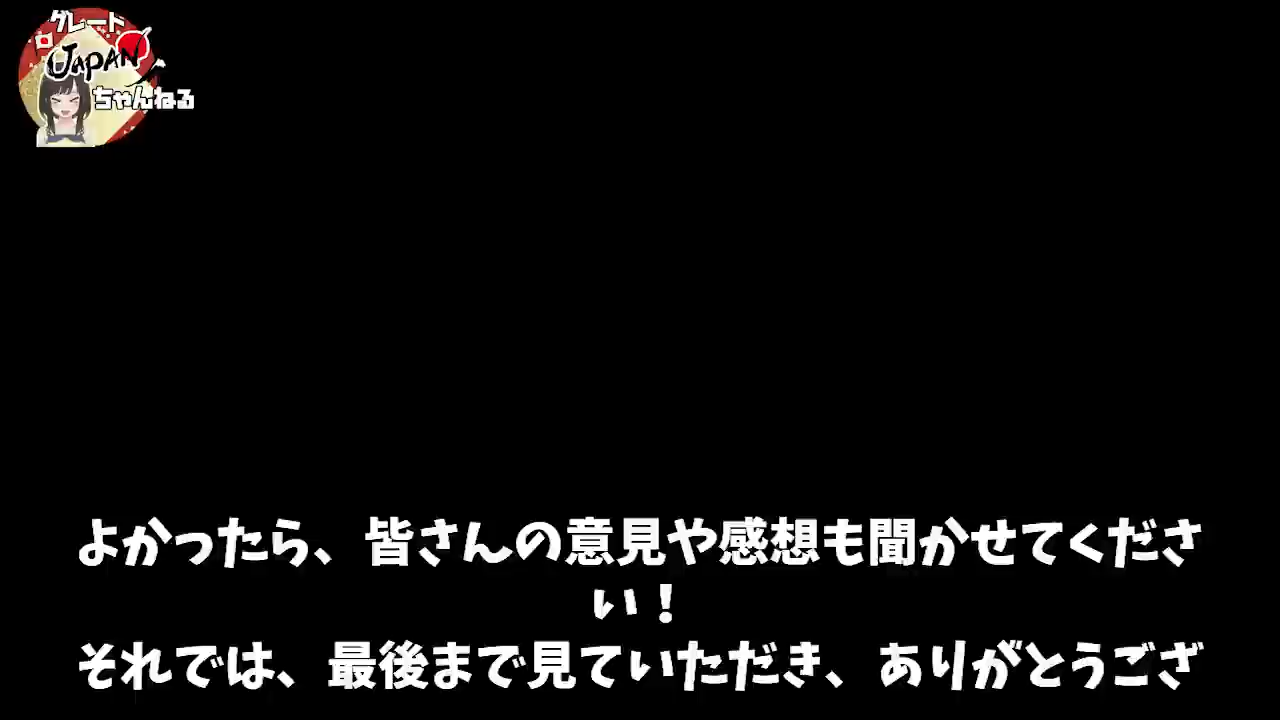 グレード
JAPAN
ちゃんねる
よかったら、皆さんの意見や感想も聞かせてくださ
い！
それでは、最後まで見ていただき、ありがとうござ